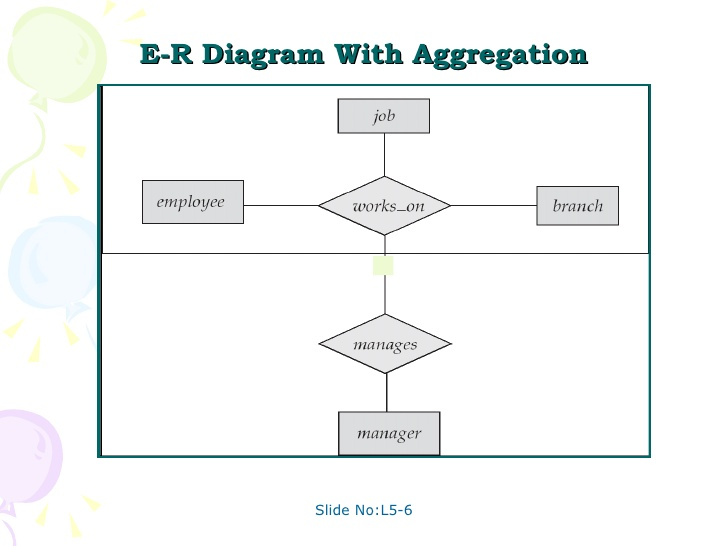 E-R Diagram With Aggregation
job
employee
works_on
branch
manages
manager
Slide No:L5-6